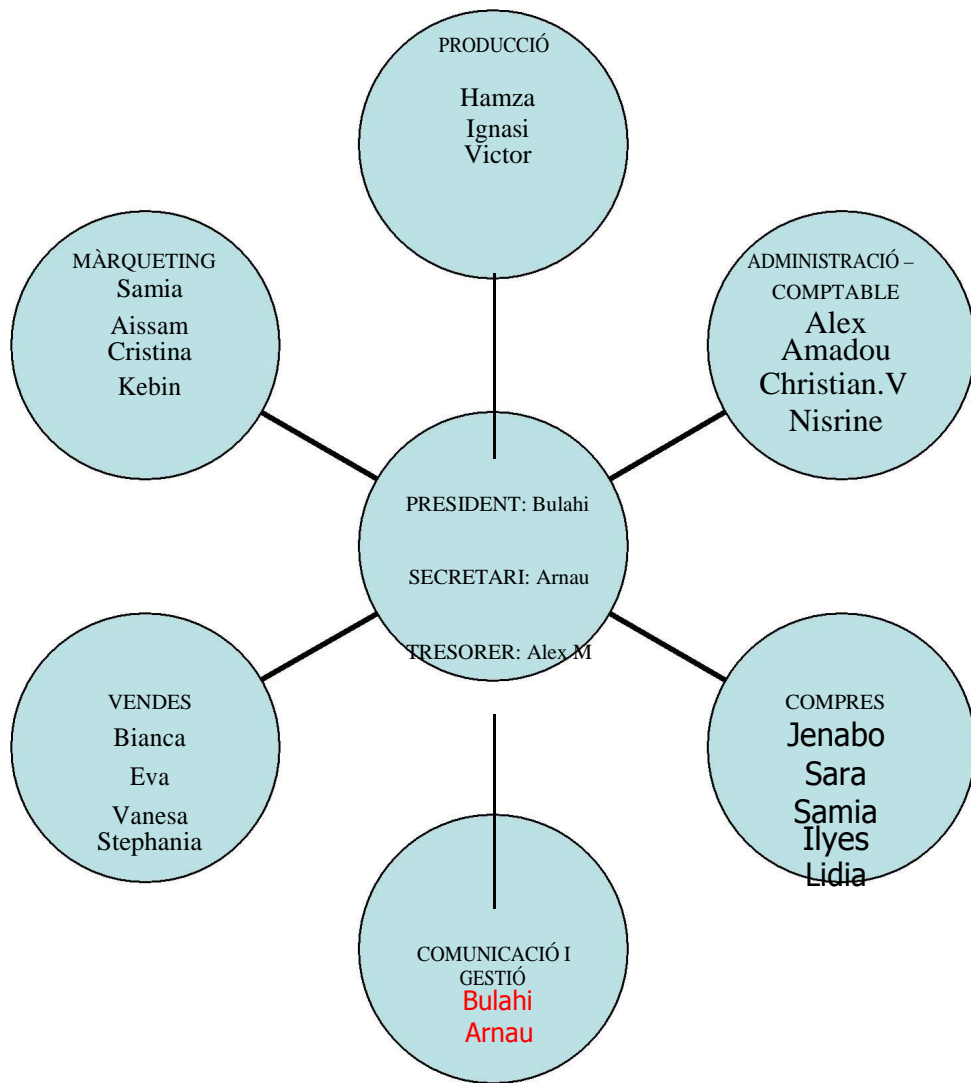 PRODUCCIÓ
Hamza
Ignasi
Victor
MÀRQUETING
Samia
Aissam
Cristina
Kebin
ADMINISTRACIÓ –
COMPTABLE
Alex
Amadou
Christian.V
Nisrine
PRESIDENT: Bulahi
SECRETARI: Arnau
TRESORER: Alex M
VENDES
Bianca
Eva
Vanesa
Stephania
COMPRES
Jenabo
Sara
Samia
Ilyes
Lidia
COMUNICACIÓ I
GESTIÓ
Bulahi
Arnau